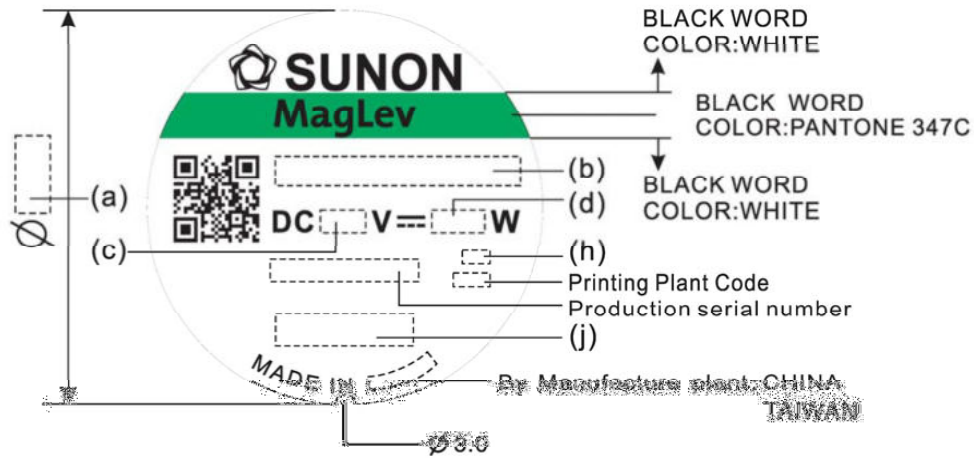 BLACK WORD
COLOR:WHITE
SUNON
MagLev
BLACK WORD
COLOR:PANTONE 347C
(a)
(b)
BLACK WORD
COLOR:WHITE
DC V W
(d)
(c)
(h)
Printing Plant Code
Production serial number
(j)
MADE IN
By Manufacture plant:CHINA
TAIWAN
Ø
Ø3.0